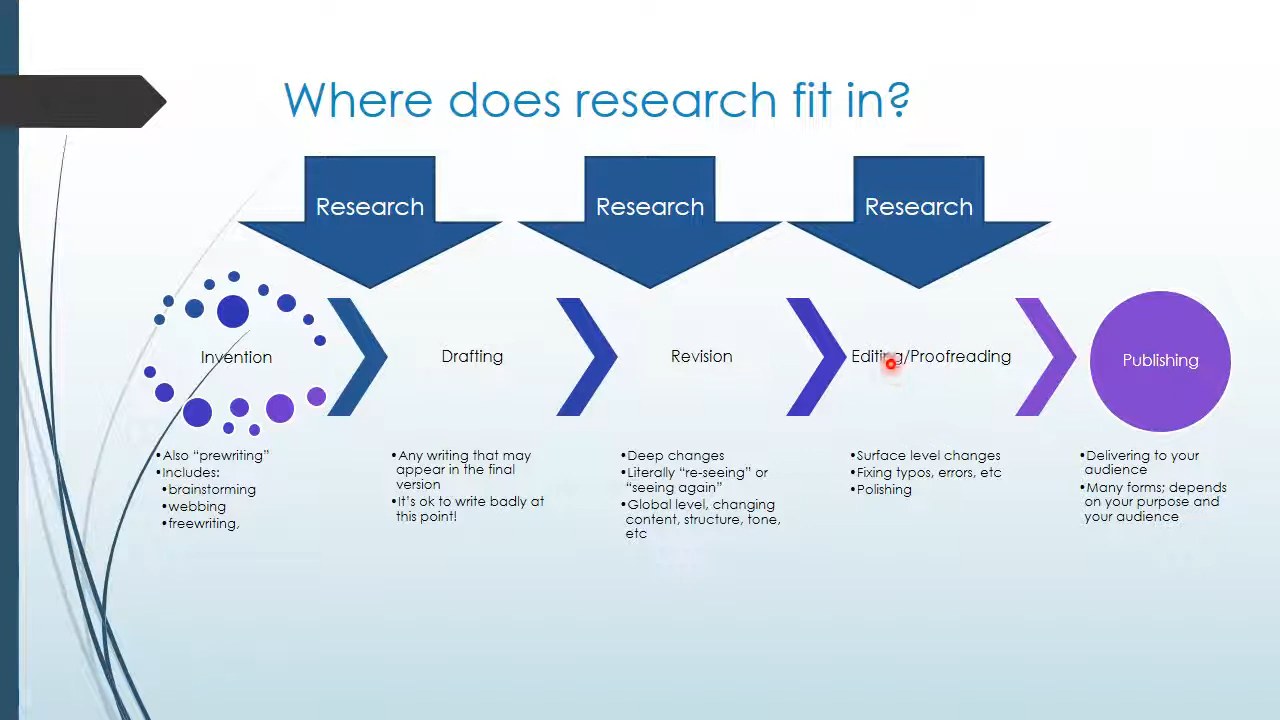 Where does research fit in?
Research
Research
Research
Invention
Drafting
Revision
Editing/Proofreading
Publishing
•Also “prewriting”
•Includes:
•brainstorming
•webbing
•freewriting,
•Any writing that may
appear in the final
version
•It’s ok to write badly at
this point!
•Deep changes
•Literally “re-seeing” or
“seeing again”
•Global level, changing
content, structure, tone,
etc
•Surface level changes
•Fixing typos, errors, etc
•Polishing
•Delivering to your
audience
•Many forms; depends
on your purpose and
your audience